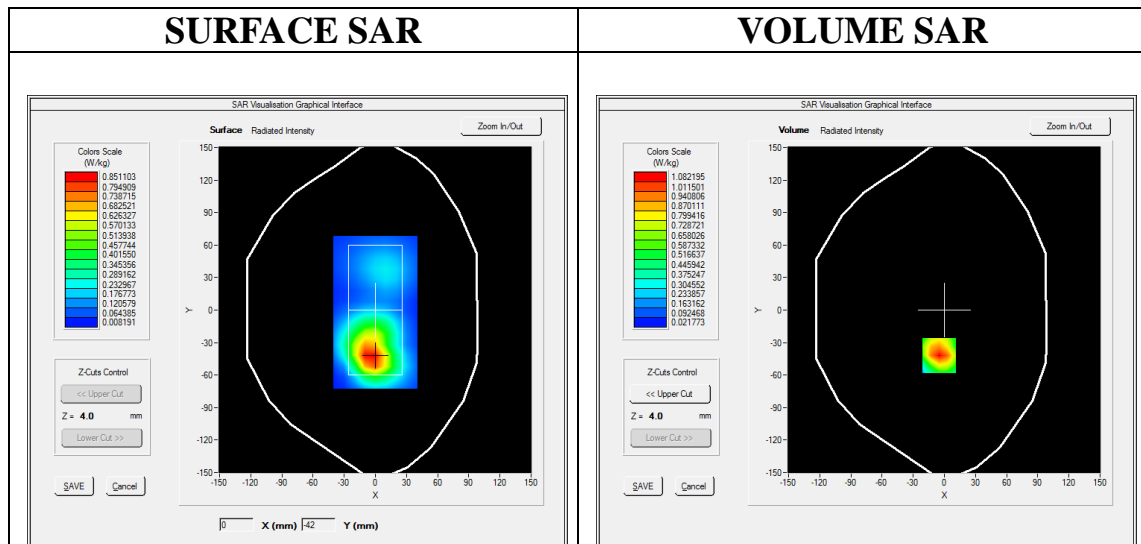 SURFACE SAR
VOLUME SAR
SAR Visualisation Graphical Interface
Surface Radiated Intensity
Zoom In/Out
Colors Scale
(W/kg)
0.851103
0.794909
0.738715
0.682521
0.626327
0.570133
0.513938
0.457744
0.401550
0.345356
0.289162
0.232967
0.176773
0.120579
0.064385
0.008191
Z-Cuts Control
<< Upper Cut
Z = 4.0 mm
Lower Cut >>
SAVE Cancel
150
120
90
60
30
0
-30
-60
-90
-120
-150
Y
-150 -120 -90 -60 -30 0 30 60 90 120 150
X
0 X (mm) -42 Y (mm)
SAR Visualisation Graphical Interface
Volume Radiated Intensity
Zoom In/Out
Colors Scale
(W/kg)
1.082195
1.011501
0.940806
0.870111
0.799416
0.728721
0.658026
0.587332
0.516637
0.445942
0.375247
0.304552
0.233857
0.163162
0.092468
0.021773
Z-Cuts Control
<< Upper Cut
Z = 4.0 mm
Lower Cut >>
SAVE Cancel
150
120
90
60
30
0
-30
-60
-90
-120
-150
Y
-150 -120 -90 -60 -30 0 30 60 90 120 150
X